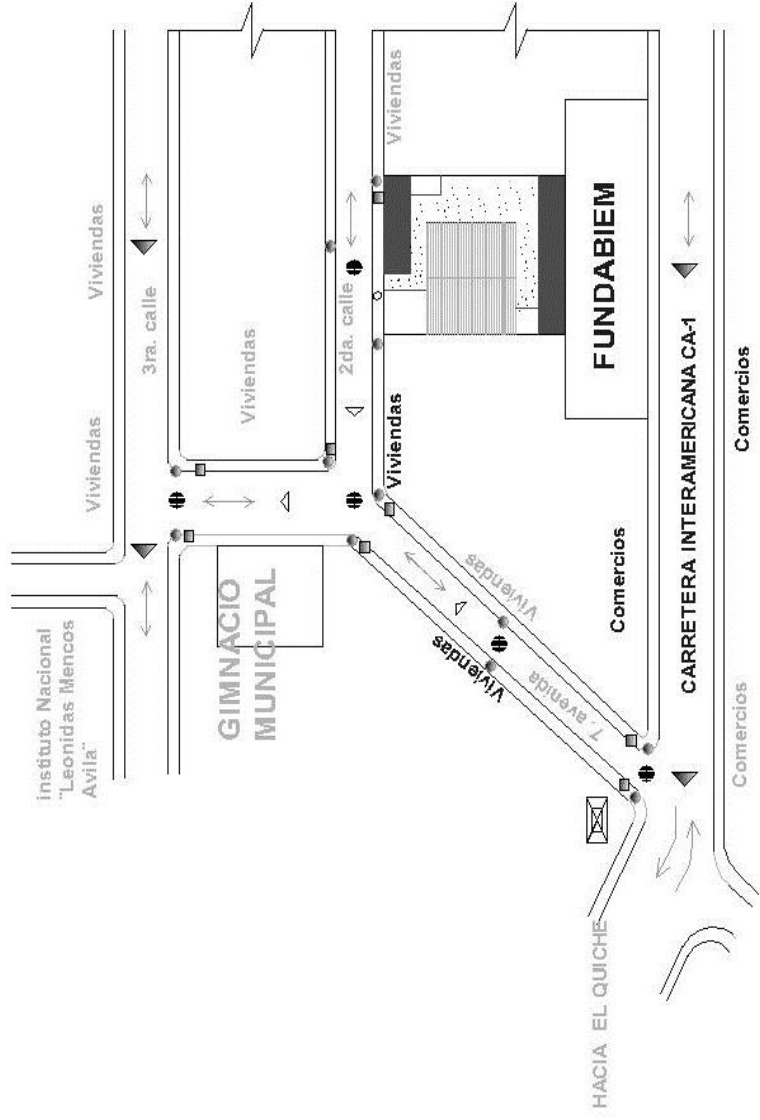 instituto Nacional
"Leonidas Mencos
Avila"
Viviendas
Viviendas
3ra. calle
GIMNACIO
MUNICIPAL
Viviendas
2da. calle
Viviendas
Viviendas
Viviendas
Viviendas
7. avenida
HACIA EL QUICHE
Comercios
FUNDABIEM
CARRETERA INTERAMERICANA CA-1
Comercios
Comercios